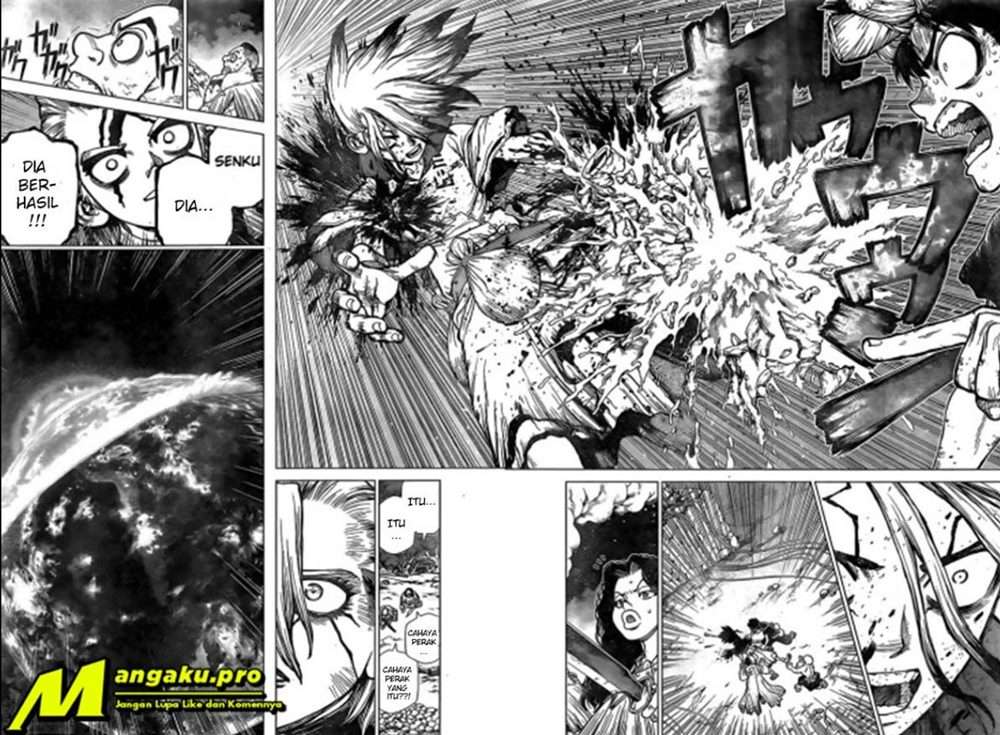 ITU...
ITU
...
CAHAYA
PERAK
...
CAHAYA
PERAK
YANG
ITU??!
SENKU
DIA...
DIA
BER-
HASIL
!!!
Mangaku.pro
Jangan Lupa Like dan Komennya